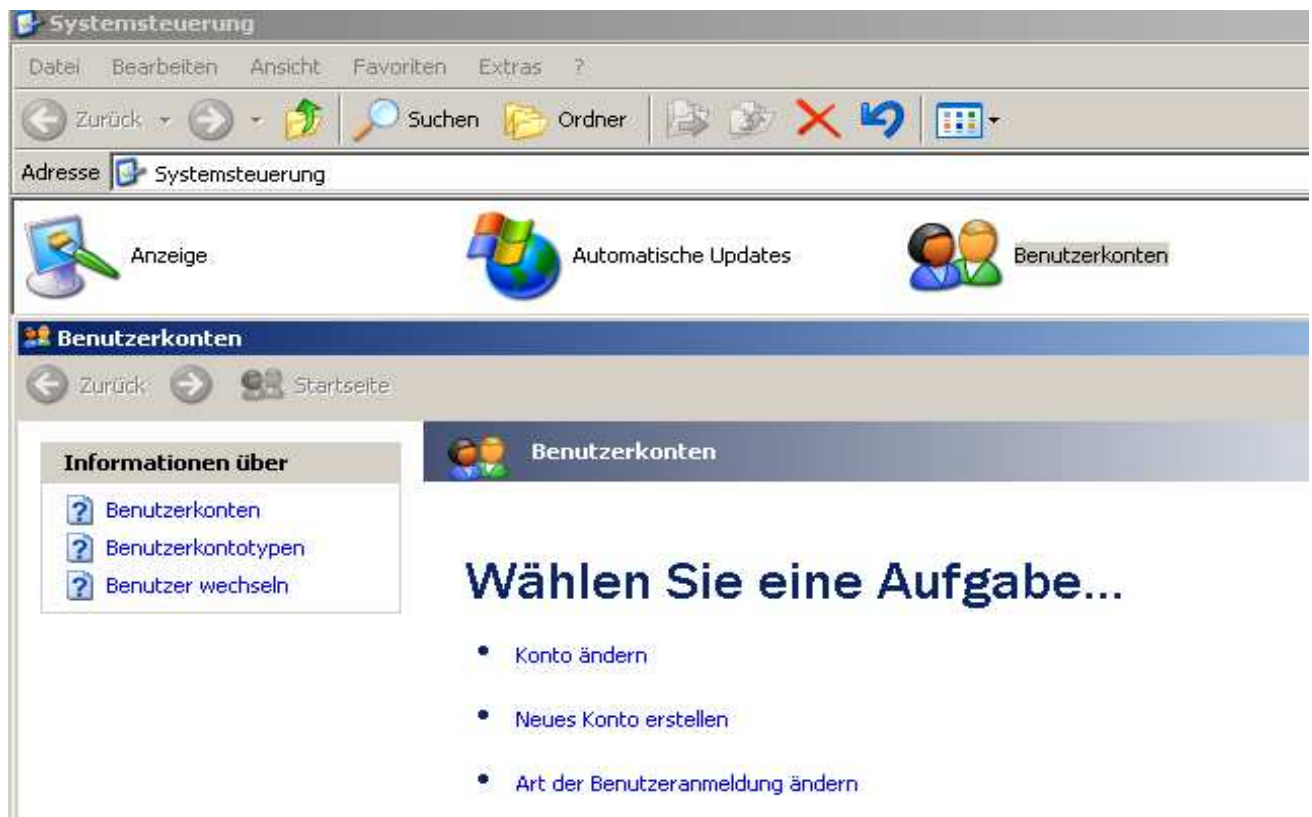 Systemsteuerung
Datei Bearbeiten Ansicht Favoriten Extras ?
Zurück Suchen Ordner
Adresse Systemsteuerung
Anzeige Automatische Updates Benutzerkonten
Benutzerkonten
Zurück Startseite
Informationen über
Benutzerkonten
Benutzerkontotypen
Benutzer wechseln
Benutzerkonten
Wählen Sie eine Aufgabe...
• Konto ändern
• Neues Konto erstellen
• Art der Benutzeranmeldung ändern